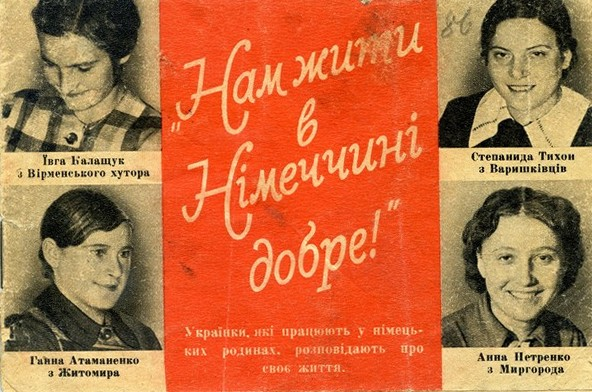 86
„Нам жити
в
Німеччині
добре!“
Українки, які працюють у німець-
ких родинах, розповідають про
своє життя.
Ївга Калащук
з Вірменського хутора
Степанида Тихон
з Варишківців
Ганна Атаманенко
з Житомира
Анна Петренко
з Миргорода